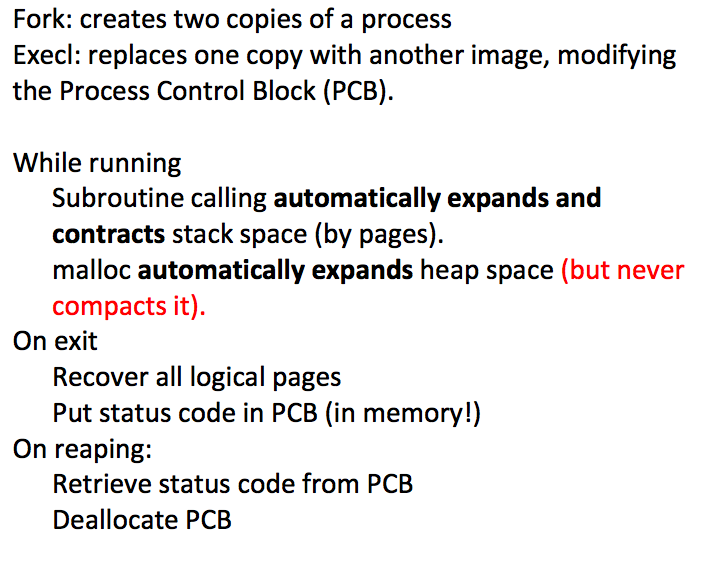 Fork: creates two copies of a process
Execl: replaces one copy with another image, modifying
the Process Control Block (PCB).
While running
Subroutine calling automatically expands and
contracts stack space (by pages).
malloc automatically expands heap space (but never
compacts it).
On exit
Recover all logical pages
Put status code in PCB (in memory!)
On reaping:
Retrieve status code from PCB
Deallocate PCB